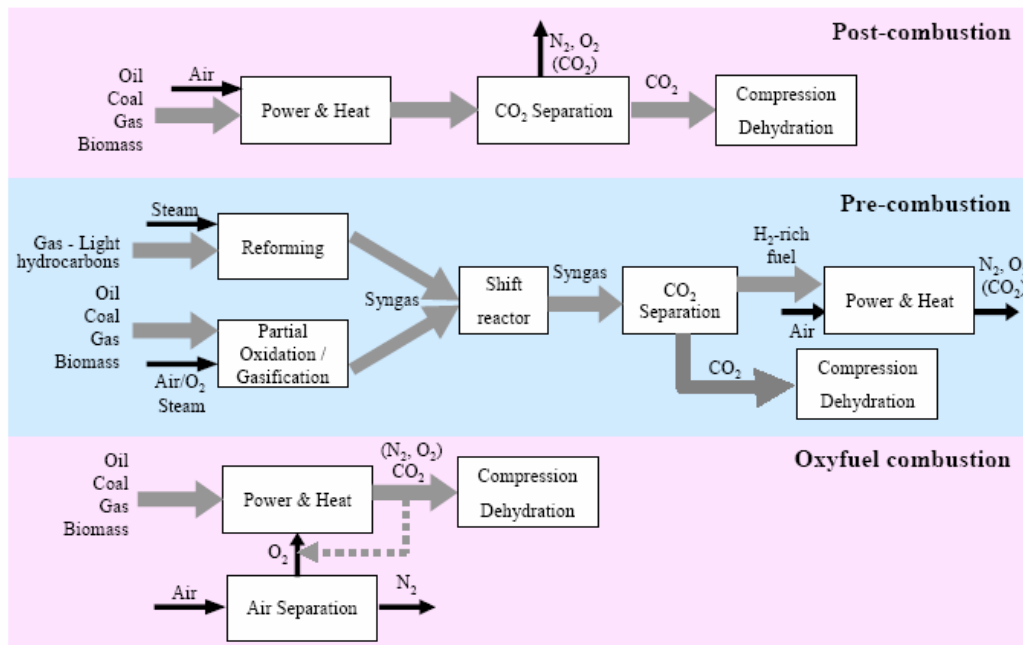 Post-combustion
N₂, O₂
(CO₂)
Oil
Coal
Gas
Biomass
Air
Power & Heat
CO₂ Separation
CO₂
Compression
Dehydration
Pre-combustion
Steam
Gas - Light
hydrocarbons
Reforming
Oil
Coal
Gas
Biomass
Air/O₂
Steam
Partial
Oxidation /
Gasification
Syngas
Shift
reactor
Syngas
CO₂
Separation
H₂-rich
fuel
Air
Power & Heat
N₂, O
(CO₂)
CO₂
Compression
Dehydration
Oxyfuel combustion
Oil
Coal
Gas
Biomass
Power & Heat
(N₂, O₂)
CO₂
Compression
Dehydration
O₂
Air
Air Separation
N₂